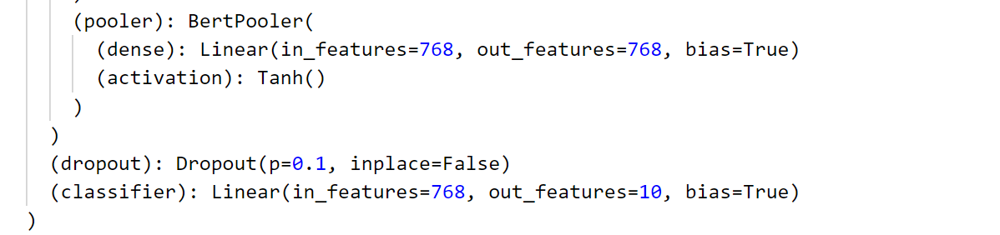 (pooler): BertPooler(
(dense): Linear(in_features=768, out_features=768, bias=True)
(activation): Tanh()
)
)
(dropout): Dropout(p=0.1, inplace=False)
(classifier): Linear(in_features=768, out_features=10, bias=True)
)